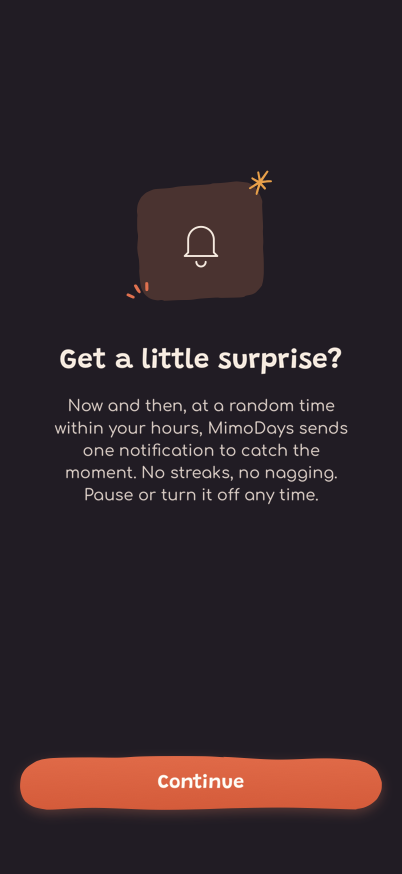 Get a little surprise?
Now and then, at a random time
within your hours, MimoDays sends
one notification to catch the
moment. No streaks, no nagging.
Pause or turn it off any time.
Continue